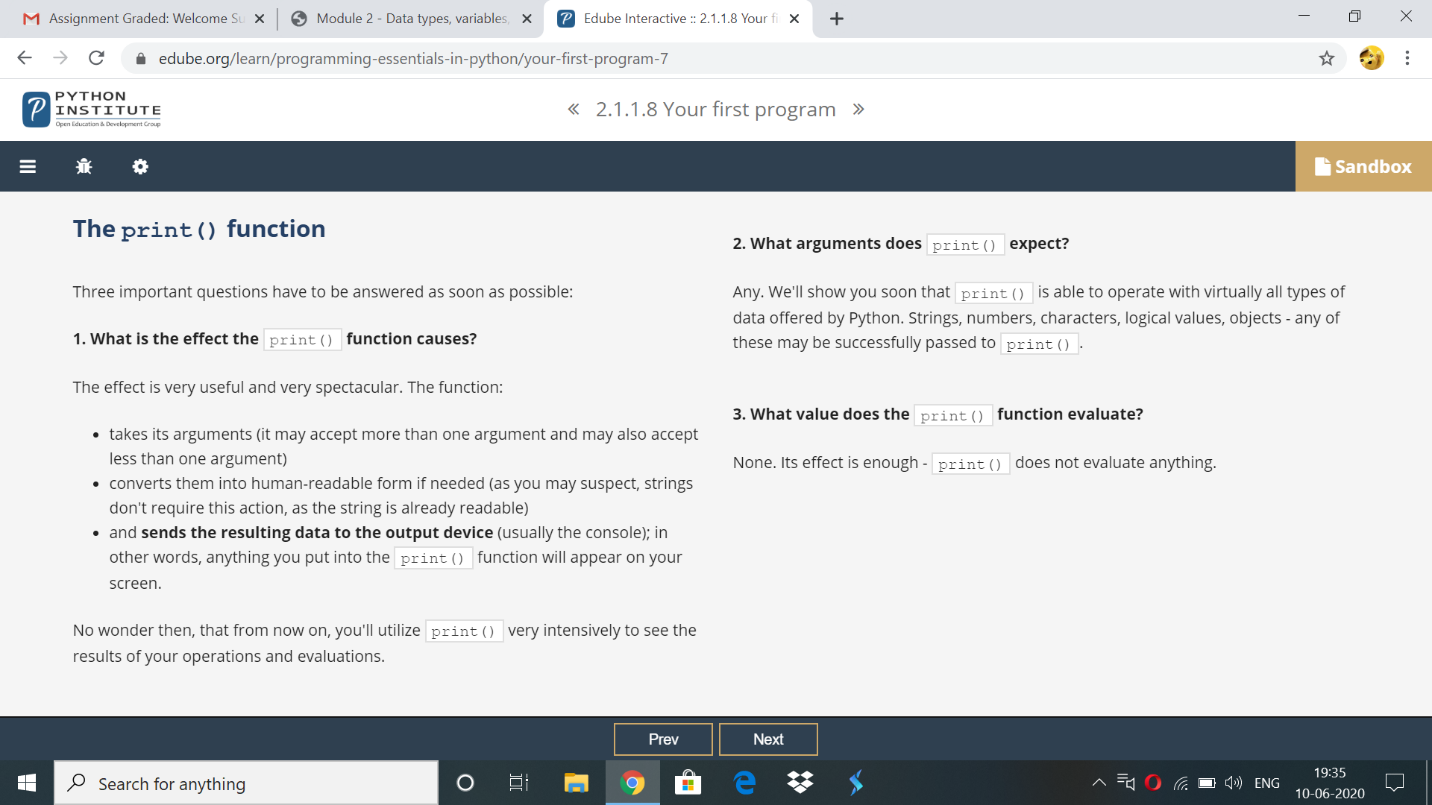 Assignment Graded: Welcome Su
Module 2 - Data types, variables,
Edube Interactive :: 2.1.1.8 Your fi
edube.org/learn/programming-essentials-in-python/your-first-program-7
PYTHON
INSTITUTE
Open Education & Development Group
« 2.1.1.8 Your first program »
Sandbox
The print() function
Three important questions have to be answered as soon as possible:
1. What is the effect the print() function causes?
The effect is very useful and very spectacular. The function:
• takes its arguments (it may accept more than one argument and may also accept
less than one argument)
• converts them into human-readable form if needed (as you may suspect, strings
don't require this action, as the string is already readable)
• and sends the resulting data to the output device (usually the console); in
other words, anything you put into the print() function will appear on your
screen.
No wonder then, that from now on, you'll utilize print() very intensively to see the
results of your operations and evaluations.
2. What arguments does print() expect?
Any. We'll show you soon that print() is able to operate with virtually all types of
data offered by Python. Strings, numbers, characters, logical values, objects - any of
these may be successfully passed to print().
3. What value does the print() function evaluate?
None. Its effect is enough - print() does not evaluate anything.
Prev
Next
Search for anything
ENG
19:35
10-06-2020